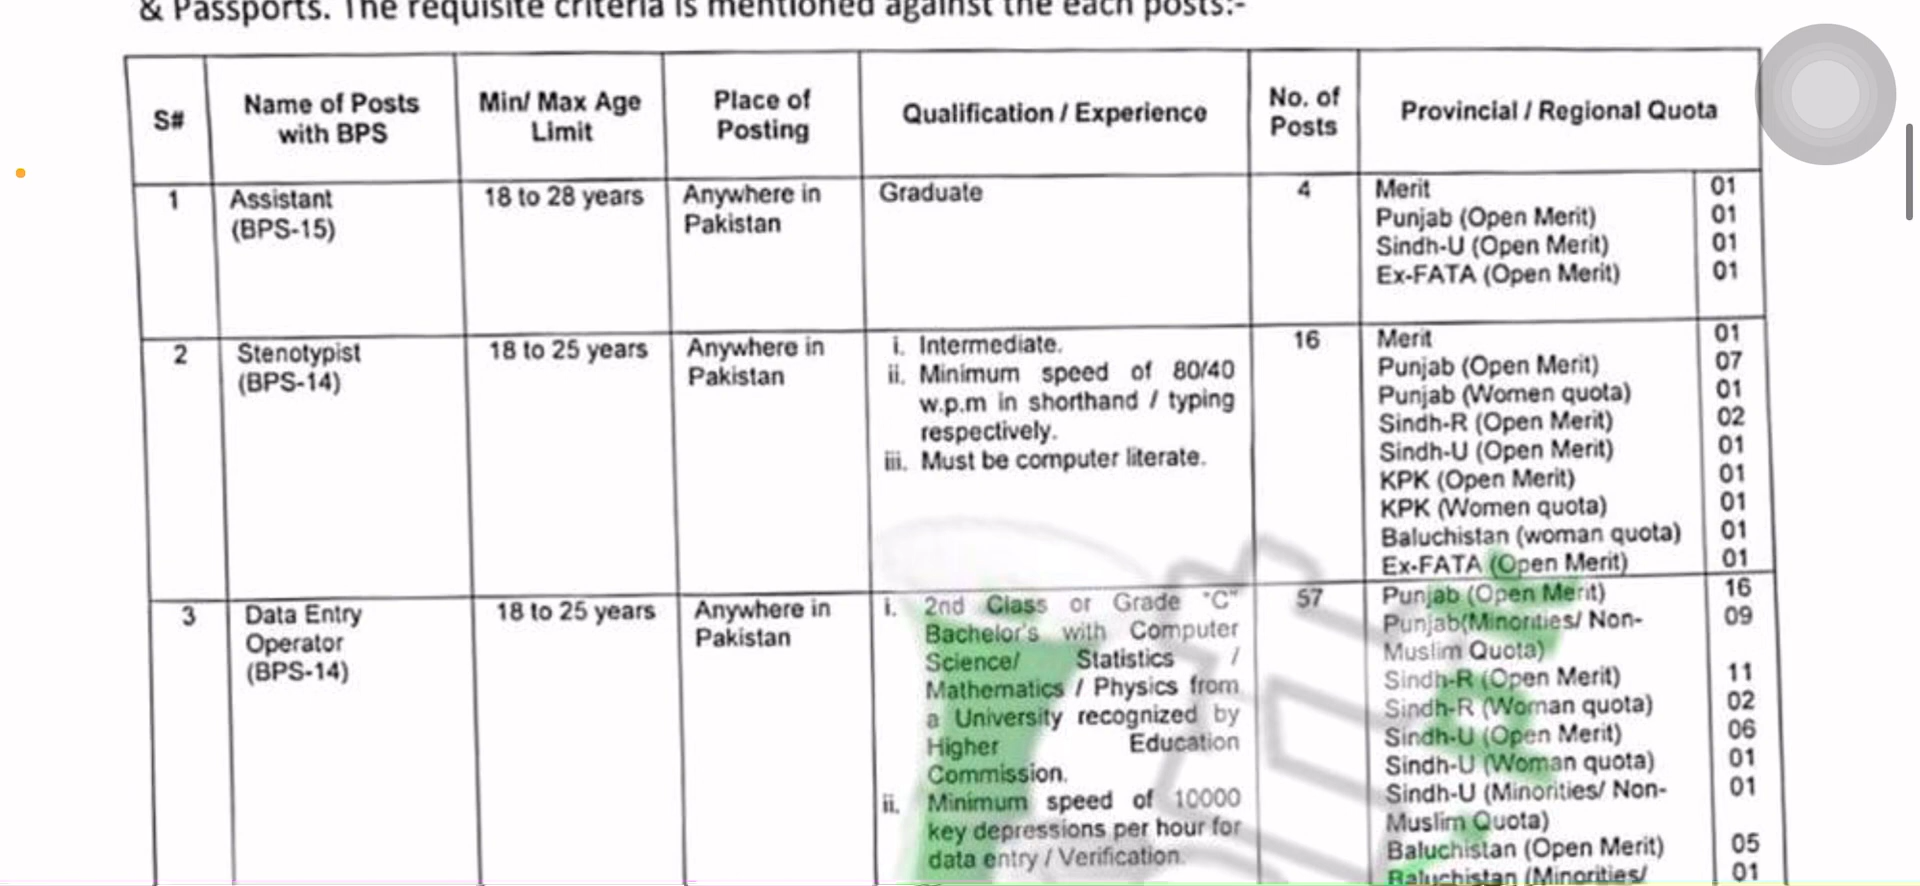 & Passports. The requisite criteria is mentioned against the each posts:-
S#
Name of Posts
with BPS
Min/ Max Age
Limit
Place of
Posting
Qualification / Experience
No. of
Posts
Provincial / Regional Quota
1
Assistant
(BPS-15)
18 to 28 years
Anywhere in
Pakistan
Graduate
4
Merit 01
Punjab (Open Merit) 01
Sindh-U (Open Merit) 01
Ex-FATA (Open Merit) 01
2
Stenotypist
(BPS-14)
18 to 25 years
Anywhere in
Pakistan
i. Intermediate.
ii. Minimum speed of 80/40
w.p.m in shorthand / typing
respectively.
iii. Must be computer literate.
16
Merit 01
Punjab (Open Merit) 07
Punjab (Women quota) 01
Sindh-R (Open Merit) 02
Sindh-U (Open Merit) 01
KPK (Open Merit) 01
KPK (Women quota) 01
Baluchistan (woman quota) 01
Ex-FATA (Open Merit) 01
3
Data Entry
Operator
(BPS-14)
18 to 25 years
Anywhere in
Pakistan
i. 2nd Class or Grade "C"
Bachelor's with Computer
Science/ Statistics /
Mathematics / Physics from
a University recognized by
Higher Education
Commission.
ii. Minimum speed of 10000
key depressions per hour for
data entry / Verification.
57
Punjab (Open Merit) 16
Punjab(Minorities/ Non- 09
Muslim Quota)
Sindh-R (Open Merit) 11
Sindh-R (Woman quota) 02
Sindh-U (Open Merit) 06
Sindh-U (Woman quota) 01
Sindh-U (Minorities/ Non- 01
Muslim Quota)
Baluchistan (Open Merit) 05
Baluchistan (Minorities/ 01